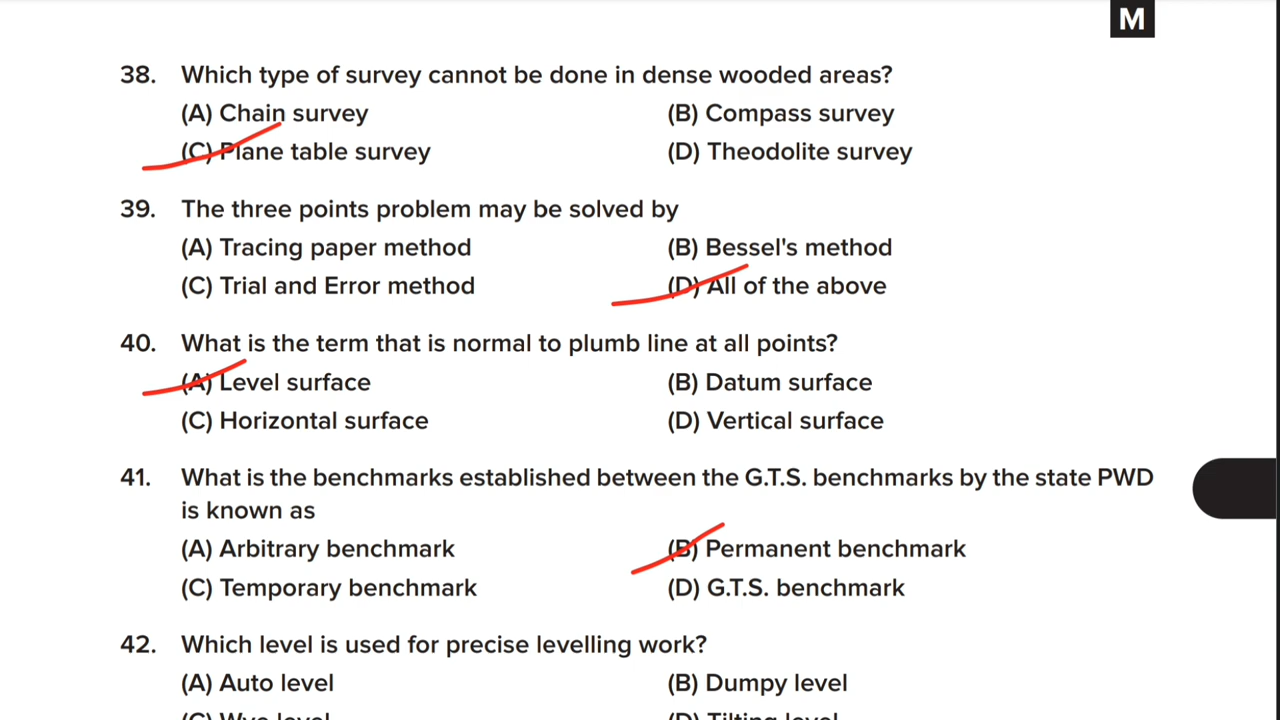 M
38. Which type of survey cannot be done in dense wooded areas?
(A) Chain survey (B) Compass survey
(C) Plane table survey (D) Theodolite survey
39. The three points problem may be solved by
(A) Tracing paper method (B) Bessel's method
(C) Trial and Error method (D) All of the above
40. What is the term that is normal to plumb line at all points?
(A) Level surface (B) Datum surface
(C) Horizontal surface (D) Vertical surface
41. What is the benchmarks established between the G.T.S. benchmarks by the state PWD
is known as
(A) Arbitrary benchmark (B) Permanent benchmark
(C) Temporary benchmark (D) G.T.S. benchmark
42. Which level is used for precise levelling work?
(A) Auto level (B) Dumpy level
(C) Wye level (D) Tilting level